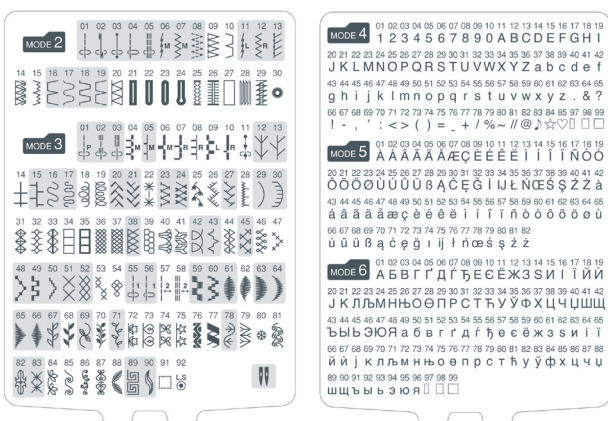 MODE 2 01 02 03 04 05 06 07 08 09 10 11 12 13
M L R
14 15 16 17 18 19 20 21 22 23 24 25 26 27 28 29 30
MODE 3 01 02 03 04 05 06 07 08 09 10 11 12 13
P M M R L
14 15 16 17 18 19 20 21 22 23 24 25 26 27 28 29 30
31 32 33 34 35 36 37 38 39 40 41 42 43 44 45 46 47
48 49 50 51 52 53 54 55 56 57 58 59 60 61 62 63 64
1 1 2 2
65 66 67 68 69 70 71 72 73 74 75 76 77 78 79 80 81
82 83 84 85 86 87 88 89 90 91 92
LS
MODE 4 01 02 03 04 05 06 07 08 09 10 11 12 13 14 15 16 17 18 19
1 2 3 4 5 6 7 8 9 0 A B C D E F G H I
20 21 22 23 24 25 26 27 28 29 30 31 32 33 34 35 36 37 38 39 40 41 42
J K L M N O P Q R S T U V W X Y Z a b c d e f
43 44 45 46 47 48 49 50 51 52 53 54 55 56 57 58 59 60 61 62 63 64 65
g h i j k l m n o p q r s t u v w x y z . & ?
66 67 68 69 70 71 72 73 74 75 76 77 78 79 80 81 82 83 84 85 86 87 88 89 90 91 92 93 94 95 96 97 98 99
! - , ' : < > ( ) = _ + / % ~ // @ ♪ ☆ ♡
MODE 5 01 02 03 04 05 06 07 08 09 10 11 12 13 14 15 16 17 18 19
À Á Â Ã Ä Å Æ Ç È É Ê Ë Ì Í Î Ï Ñ Ò Ó
20 21 22 23 24 25 26 27 28 29 30 31 32 33 34 35 36 37 38 39 40 41 42
Ô Õ Ö Ø Ù Ú Û Ü ß Ą Ć Ę Ğ İ IJ Ł Ń Œ Ś Ş Ź Ż à
43 44 45 46 47 48 49 50 51 52 53 54 55 56 57 58 59 60 61 62 63 64 65
á â ã ä å æ ç è é ê ë ì í î ï ñ ò ó ô õ ö ø ù
66 67 68 69 70 71 72 73 74 75 76 77 78 79 80 81 82
ú û ü ß ą ć ę ğ ı ij ł ń œ ś ş ź ż
MODE 6 01 02 03 04 05 06 07 08 09 10 11 12 13 14 15 16 17 18 19
А Б В Г Ґ Д Ѓ Ђ Е Є Ё Ж З Ѕ И І Ї Й Ѝ
20 21 22 23 24 25 26 27 28 29 30 31 32 33 34 35 36 37 38 39 40 41 42
Ј К Л Љ М Н Њ О Ө П Р С Т Ћ У Ў Ф Х Ц Ч Џ Ш Щ
43 44 45 46 47 48 49 50 51 52 53 54 55 56 57 58 59 60 61 62 63 64 65
Ъ Ы Ь Э Ю Я а б в г ґ д ѓ ђ е є ё ж з ѕ и і ї
66 67 68 69 70 71 72 73 74 75 76 77 78 79 80 81 82 83 84 85 86 87 88
й ѝ ј к л љ м н њ о ө п р с т ћ у ў ф х ц ч џ
89 90 91 92 93 94 95 96 97 98 99
ш щ ъ ы ь э ю я